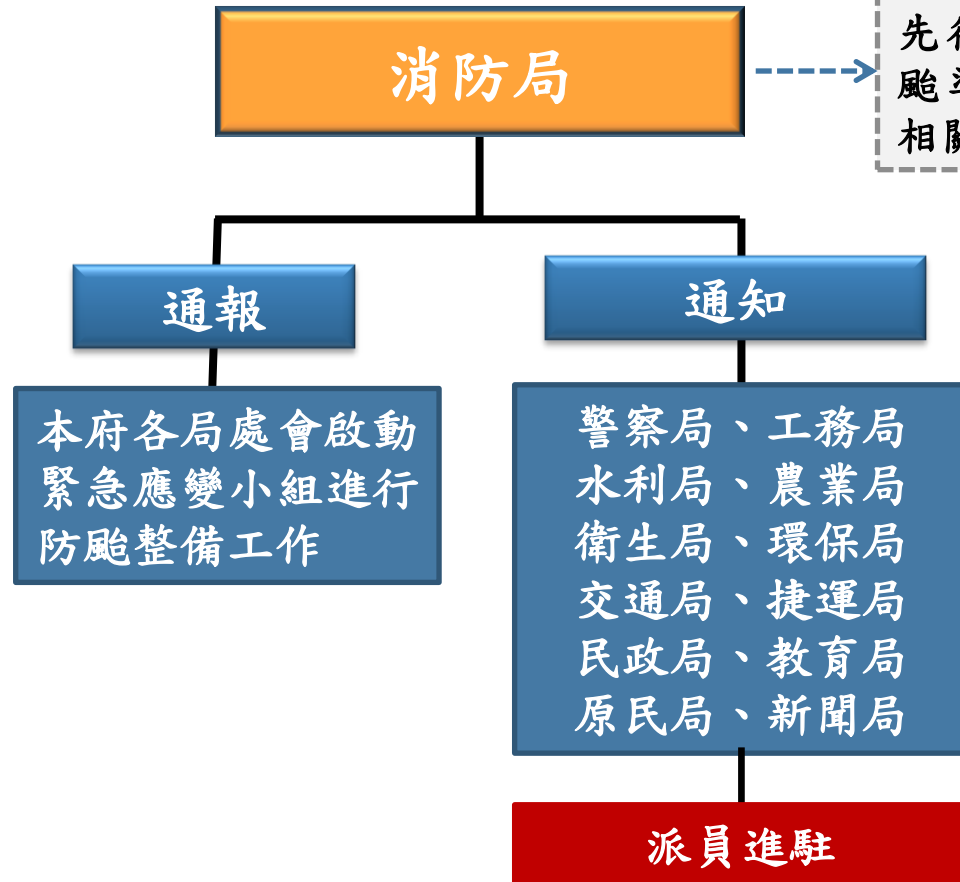 消防局
先
颱
相關
通報
通知
本府各局處會啟動
緊急應變小組進行
防颱整備工作
警察局、工務局
水利局、農業局
衛生局、環保局
交通局、捷運局
民政局、教育局
原民局、新聞局
派員進駐